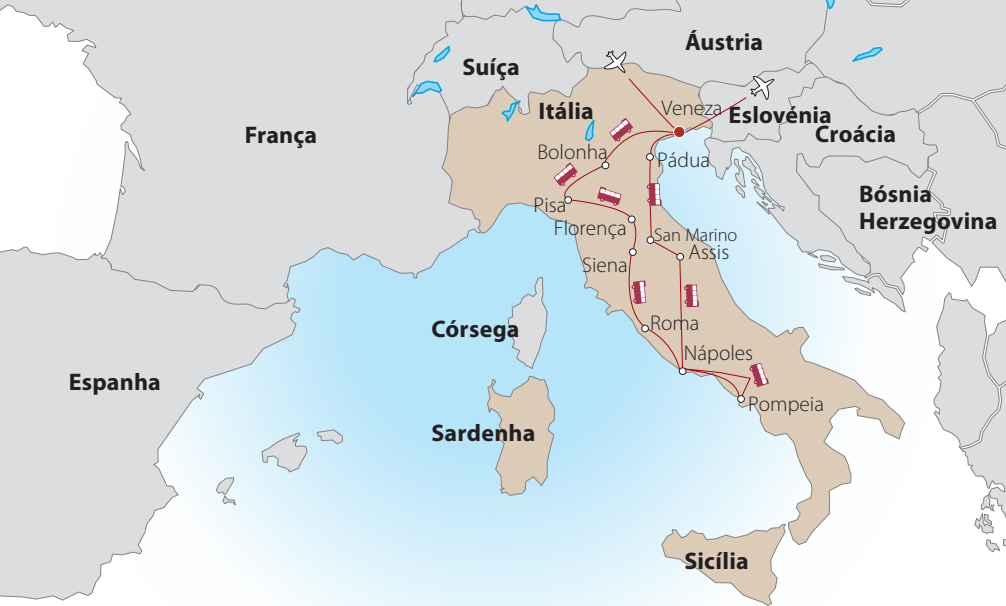 Áustria
Suíça
Itália
Veneza
Eslovénia
França
Croácia
Bolonha
Pádua
Bósnia
Herzegovina
Pisa
Florença
San Marino
Assis
Siena
Córsega
Roma
Nápoles
Espanha
Pompeia
Sardenha
Sicília